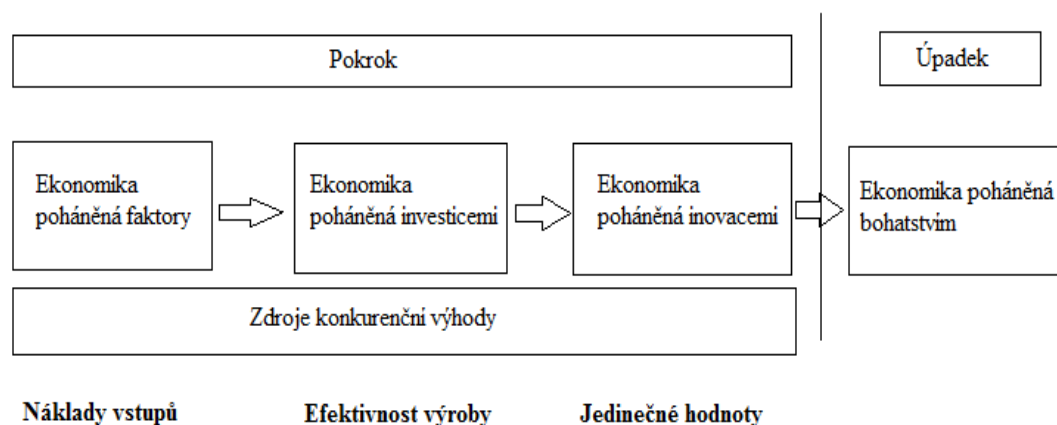 Pokrok
Úpadek
Ekonomika
poháněná faktory
Ekonomika
poháněná investicemi
Ekonomika
poháněná inovacemi
Ekonomika poháněná
bohatstvím
Zdroje konkurenční výhody
Náklady vstupů
Efektivnost výroby
Jedinečné hodnoty